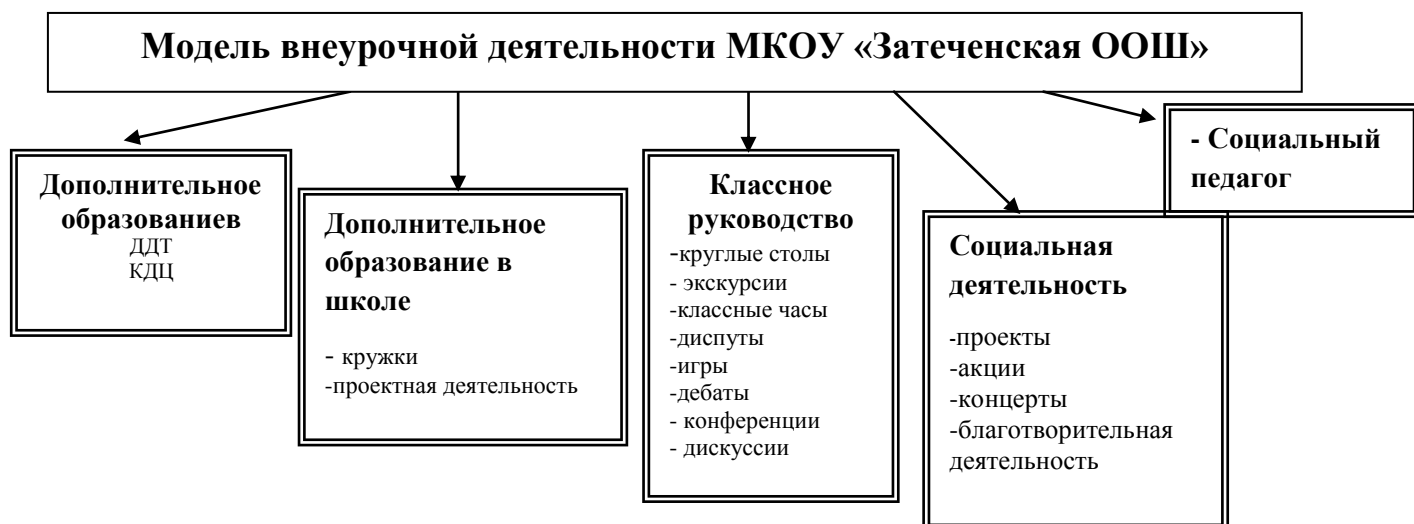 Модель внеурочной деятельности МКОУ «Затеченская ООШ»
Дополнительное
образованиев
ДДТ
КДЦ
Дополнительное
образование в
школе
- кружки
-проектная деятельность
Классное
руководство
-круглые столы
- экскурсии
-классные часы
-диспуты
-игры
-дебаты
- конференции
- дискуссии
Социальная
деятельность
-проекты
-акции
-концерты
-благотворительная
деятельность
- Социальный
педагог